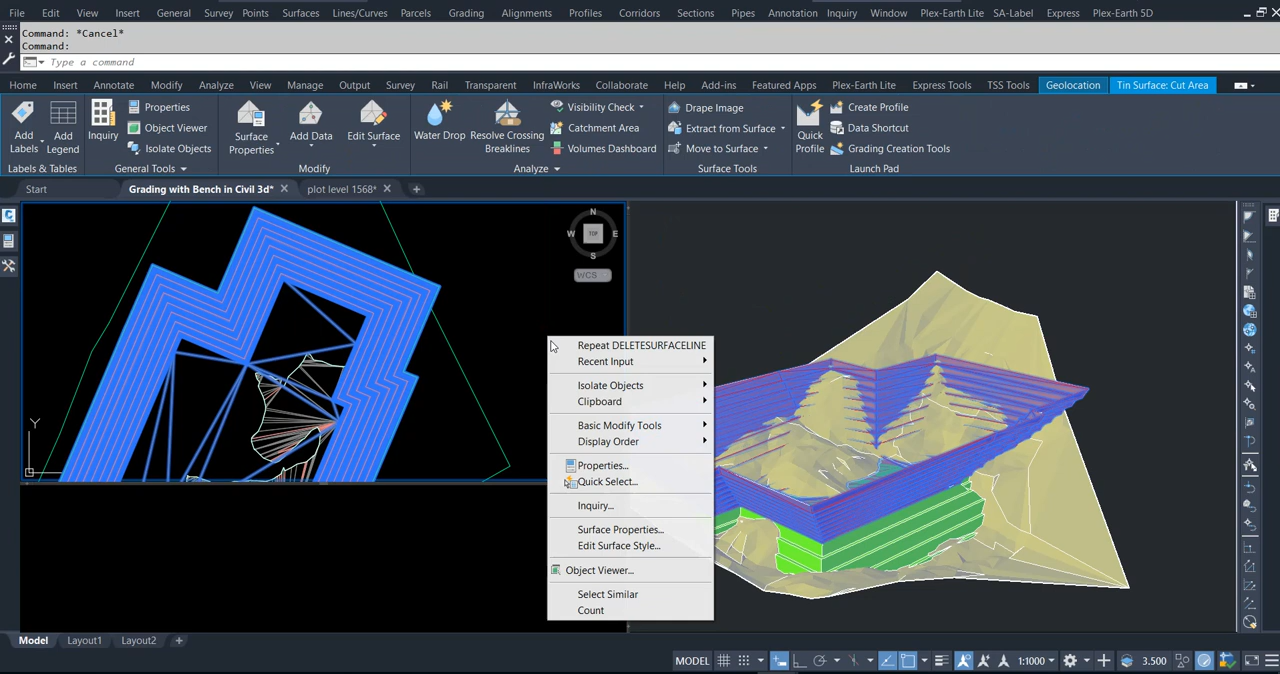 File Edit View Insert General Survey Points Surfaces Lines/Curves Parcels Grading Alignments Profiles Corridors Sections Pipes Annotation Inquiry Window Plex-Earth Lite SA-Label Express Plex-Earth 5D
Command: *Cancel*
Command:
Type a command
Home Insert Annotate Modify Analyze View Manage Output Survey Rail Transparent InfraWorks Collaborate Help Add-ins Featured Apps Plex-Earth Lite Express Tools TSS Tools Geolocation Tin Surface: Cut Area
Add Labels
Add Legend
Labels & Tables
Inquiry
Properties
Object Viewer
Isolate Objects
General Tools
Surface Properties
Add Data
Edit Surface
Modify
Water Drop
Resolve Crossing Breaklines
Visibility Check
Catchment Area
Volumes Dashboard
Analyze
Drape Image
Extract from Surface
Move to Surface
Surface Tools
Quick Profile
Create Profile
Data Shortcut
Grading Creation Tools
Launch Pad
Start Grading with Bench in Civil 3d* plot level 1568*
N
W TOP E
S
WCS
Y
Repeat DELETESURFACELINE
Recent Input
Isolate Objects
Clipboard
Basic Modify Tools
Display Order
Properties...
Quick Select...
Inquiry...
Surface Properties...
Edit Surface Style...
Object Viewer...
Select Similar
Count
Model Layout1 Layout2
MODEL 1:1000 3.500